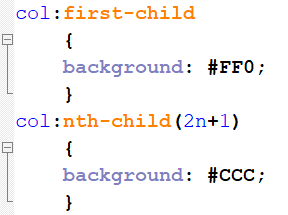 col:first-child
{
background: #FF0;
}
col:nth-child(2n+1)
{
background: #CCC;
}